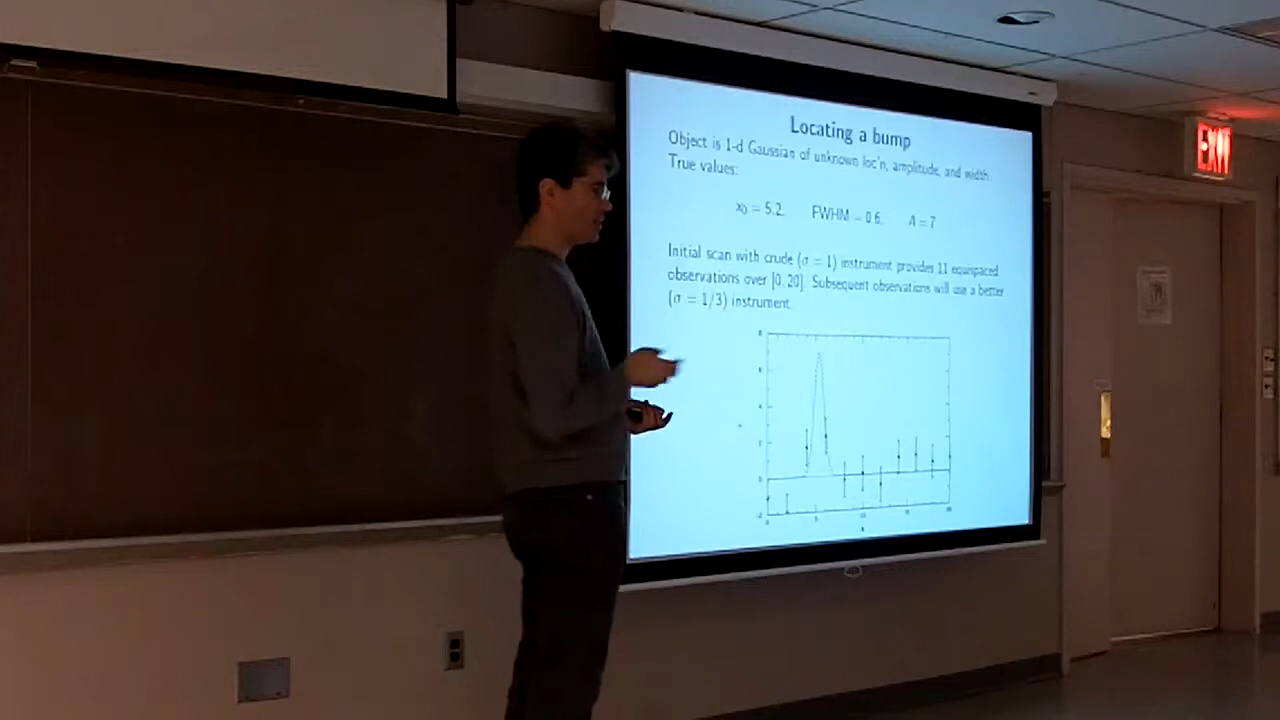 Locating a bump
Object is 1-d Gaussian of unknown loc'n, amplitude, and width.
True values:
x₀ = 5.2, FWHM = 0.6, A = 7
Initial scan with crude (σ = 1) instrument provides 11 equispaced
observations over [0, 20]. Subsequent observations will use a better
(σ = 1/3) instrument.
EXIT